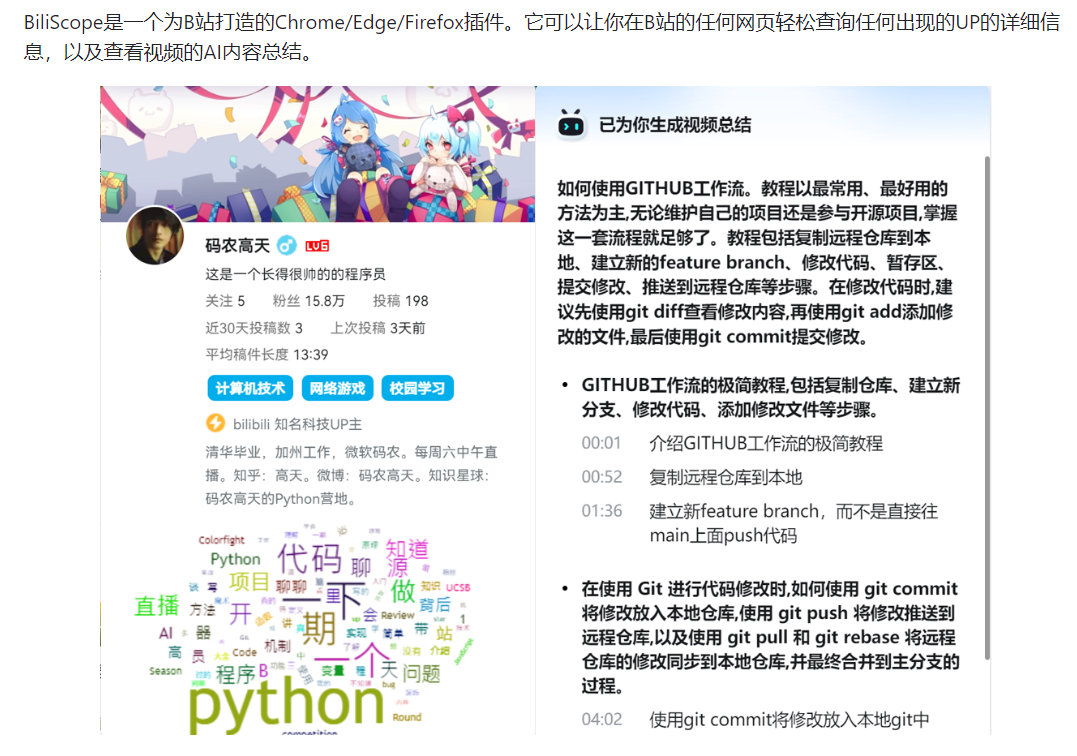 BiliScope是一个为B站打造的Chrome/Edge/Firefox插件。它可以让你在B站的任何网页轻松查询任何出现的UP的详细信
息，以及查看视频的AI内容总结。
码农高天 LV6
这是一个长得很帅的的程序员
关注 5 粉丝 15.8万 投稿 198
近30天投稿数 3 上次投稿 3天前
平均稿件长度 13:39
计算机技术 网络游戏 校园学习
bilibili 知名科技UP主
清华毕业，加州工作，微软码农。每周六中午直
播。知乎：高天。微博：码农高天。知识星球：
码农高天的Python营地。
Colorfight
Python
代码
知道
源
聊
项目
聊聊
一下
里
做
知识
UCSB
直播
方法
写
开
期
会
Review
背后
讲
AI
器
实现
简单
带
站
1
高
员
Code
机制
一个
没有
介绍
Season
程序
B
变量
程
天
问题
python
bug
Round
competition
已为你生成视频总结
如何使用GITHUB工作流。教程以最常用、最好用的
方法为主,无论维护自己的项目还是参与开源项目,掌握
这一套流程就足够了。教程包括复制远程仓库到本
地、建立新的feature branch、修改代码、暂存区、
提交修改、推送到远程仓库等步骤。在修改代码时,建
议先使用git diff查看修改内容,再使用git add添加修
改的文件,最后使用git commit提交修改。
• GITHUB工作流的极简教程,包括复制仓库、建立新
分支、修改代码、添加修改文件等步骤。
00:01 介绍GITHUB工作流的极简教程
00:52 复制远程仓库到本地
01:36 建立新feature branch，而不是直接往
main上面push代码
• 在使用 Git 进行代码修改时,如何使用 git commit
将修改放入本地仓库,使用 git push 将修改推送到
远程仓库,以及使用 git pull 和 git rebase 将远程
仓库的修改同步到本地仓库,并最终合并到主分支的
过程。
04:02 使用git commit将修改放入本地git中